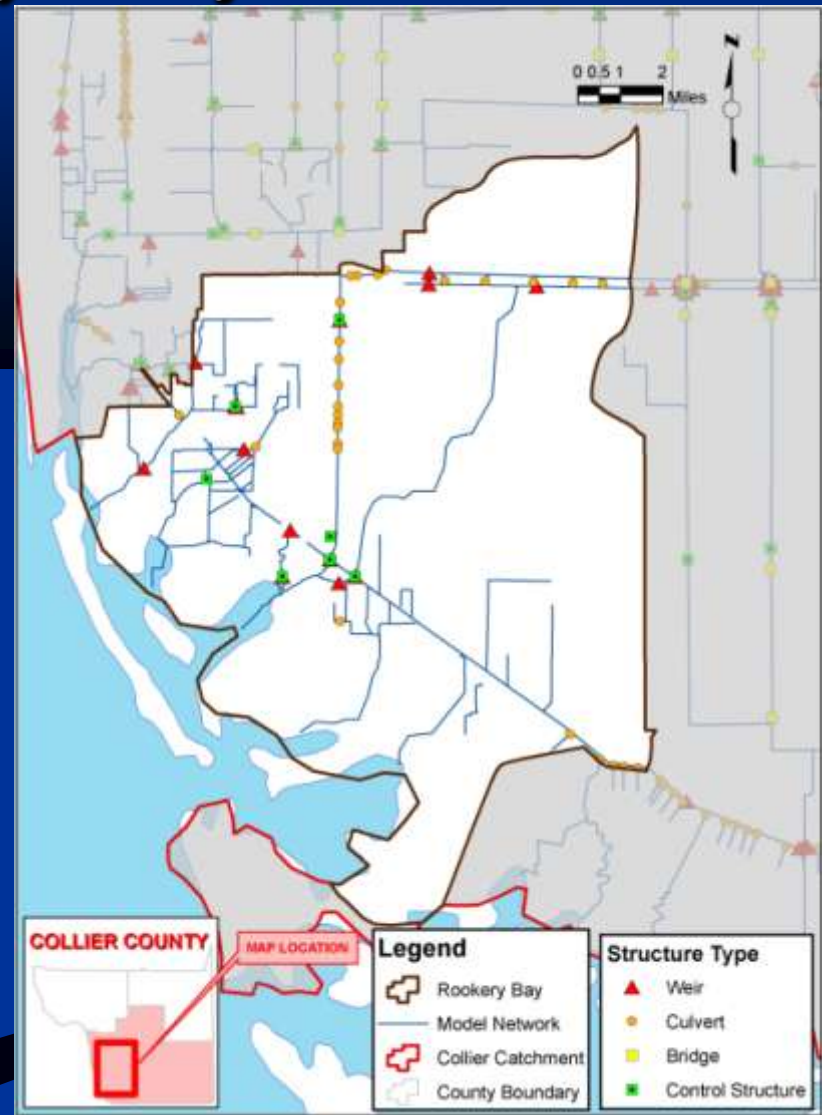 0 0.5 1 2
Miles
N
COLLIER COUNTY
MAP LOCATION
Legend
Rookery Bay
Model Network
Collier Catchment
County Boundary
Structure Type
Weir
Culvert
Bridge
Control Structure